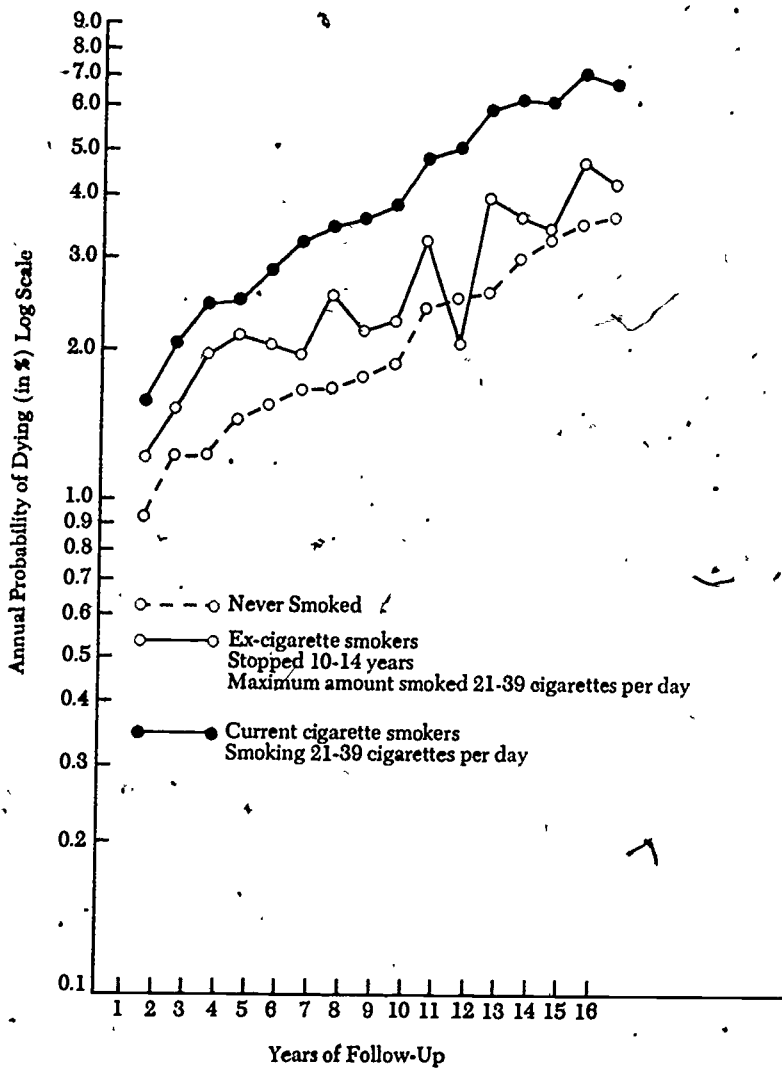 9.0
8.0
7.0
6.0
5.0
4.0
3.0
2.0
1.0
0.9
0.8
0.7
0.6
0.5
0.4
0.3
0.2
0.1
Annual Probability of Dying (in %) Log Scale
Never Smoked
Ex-cigarette smokers
Stopped 10-14 years
Maximum amount smoked 21-39 cigarettes per day
Current cigarette smokers
Smoking 21-39 cigarettes per day
1 2 3 4 5 6 7 8 9 10 11 12 13 14 15 16
Years of Follow-Up